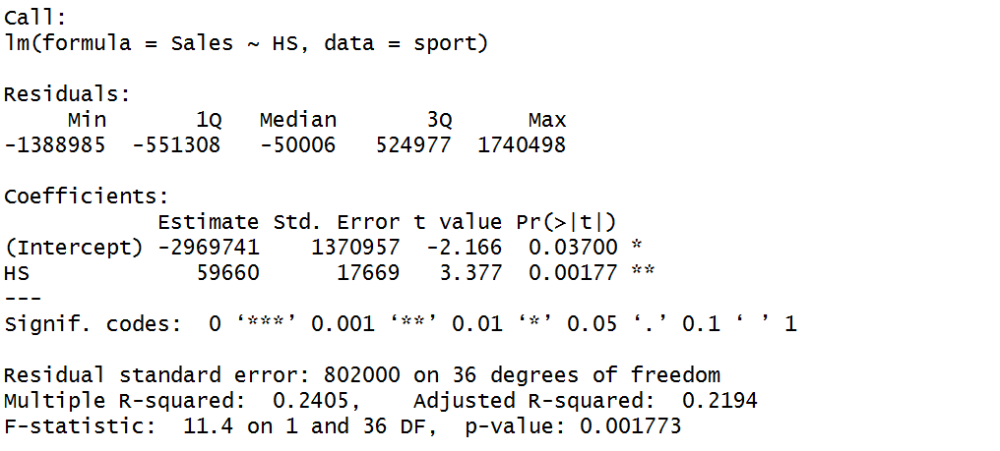 Call:
lm(formula = Sales ~ HS, data = sport)
Residuals:
Min 1Q Median 3Q Max
-1388985 -551308 -50006 524977 1740498
Coefficients:
Estimate Std. Error t value Pr(>|t|)
(Intercept) -2969741 1370957 -2.166 0.03700 *
HS 59660 17669 3.377 0.00177 **
---
Signif. codes: 0 ‘***’ 0.001 ‘**’ 0.01 ‘*’ 0.05 ‘.’ 0.1 ‘ ’ 1
Residual standard error: 802000 on 36 degrees of freedom
Multiple R-squared: 0.2405, Adjusted R-squared: 0.2194
F-statistic: 11.4 on 1 and 36 DF, p-value: 0.001773